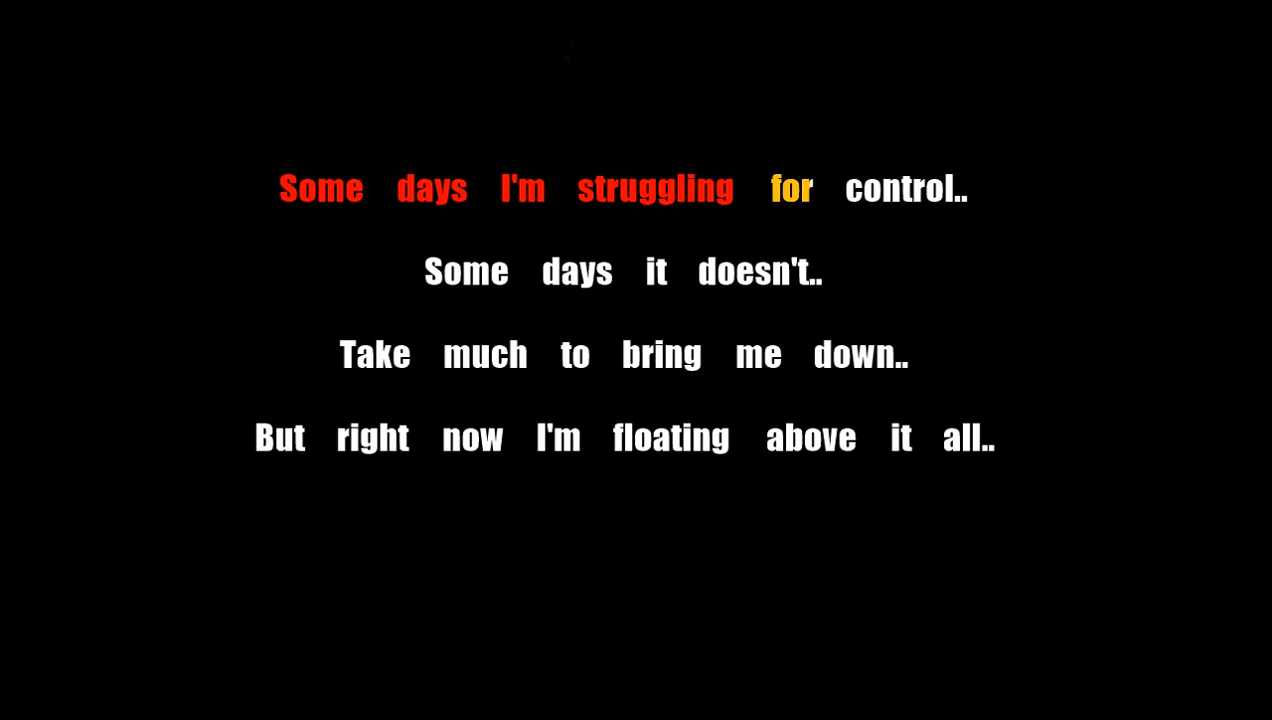 Some days I'm struggling for control..
Some days it doesn't..
Take much to bring me down..
But right now I'm floating above it all..